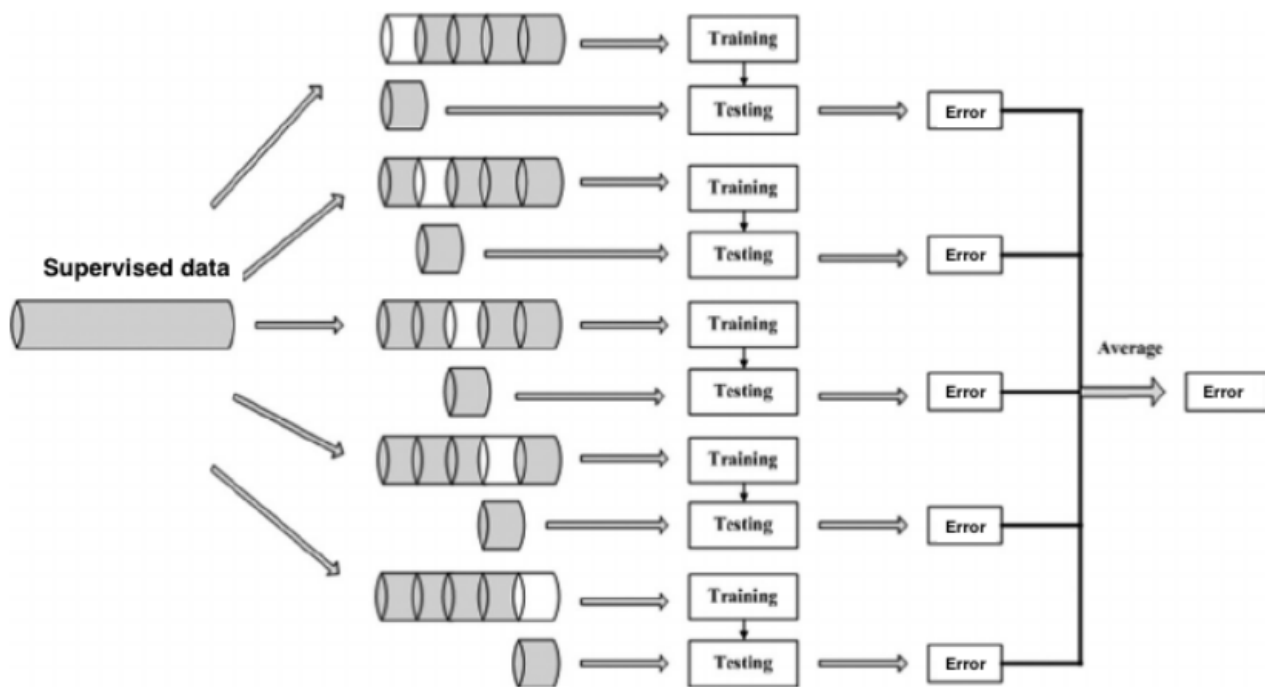 Training
Testing
Error
Training
Testing
Error
Supervised data
Training
Testing
Error
Average
Error
Training
Testing
Error
Training
Testing
Error